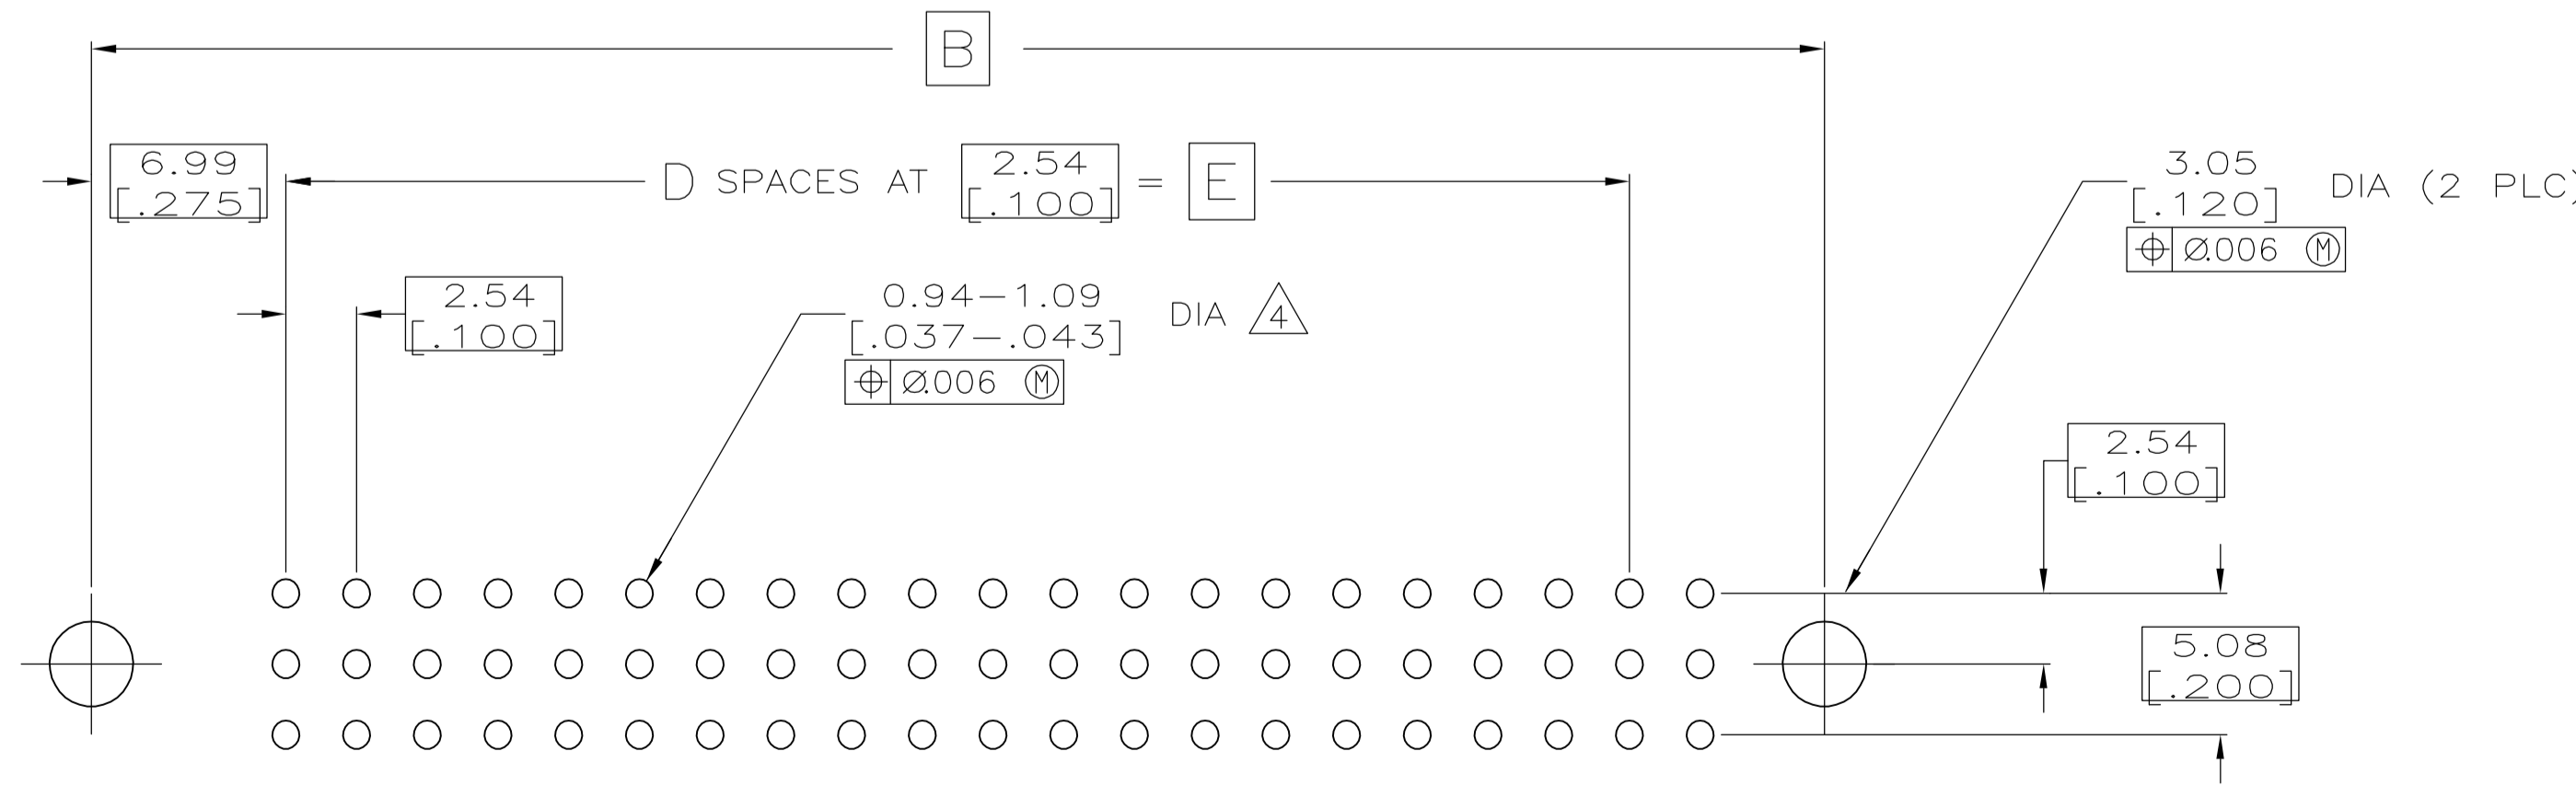 B
6.99
[.275]
D SPACES AT 2.54 [.100] = E
3.05
[.120]
DIA (2 PLC)
⌖ Ø.006 Ⓜ
2.54
[.100]
0.94-1.09
[.037-.043]
DIA 4
⌖ Ø.006 Ⓜ
2.54
[.100]
5.08
[.200]